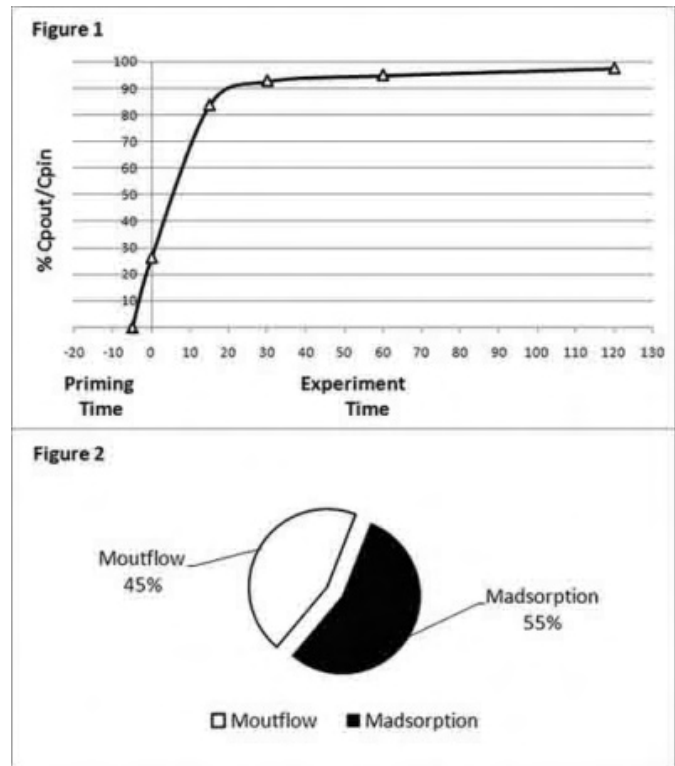 Figure 1
% Cpout/Cpin
100
90
80
70
60
50
40
30
20
10
-20 -10 0 10 20 30 40 50 60 70 80 90 100 110 120 130
Priming
Time
Experiment
Time
Figure 2
Moutflow
45%
Madsorption
55%
Moutflow Madsorption